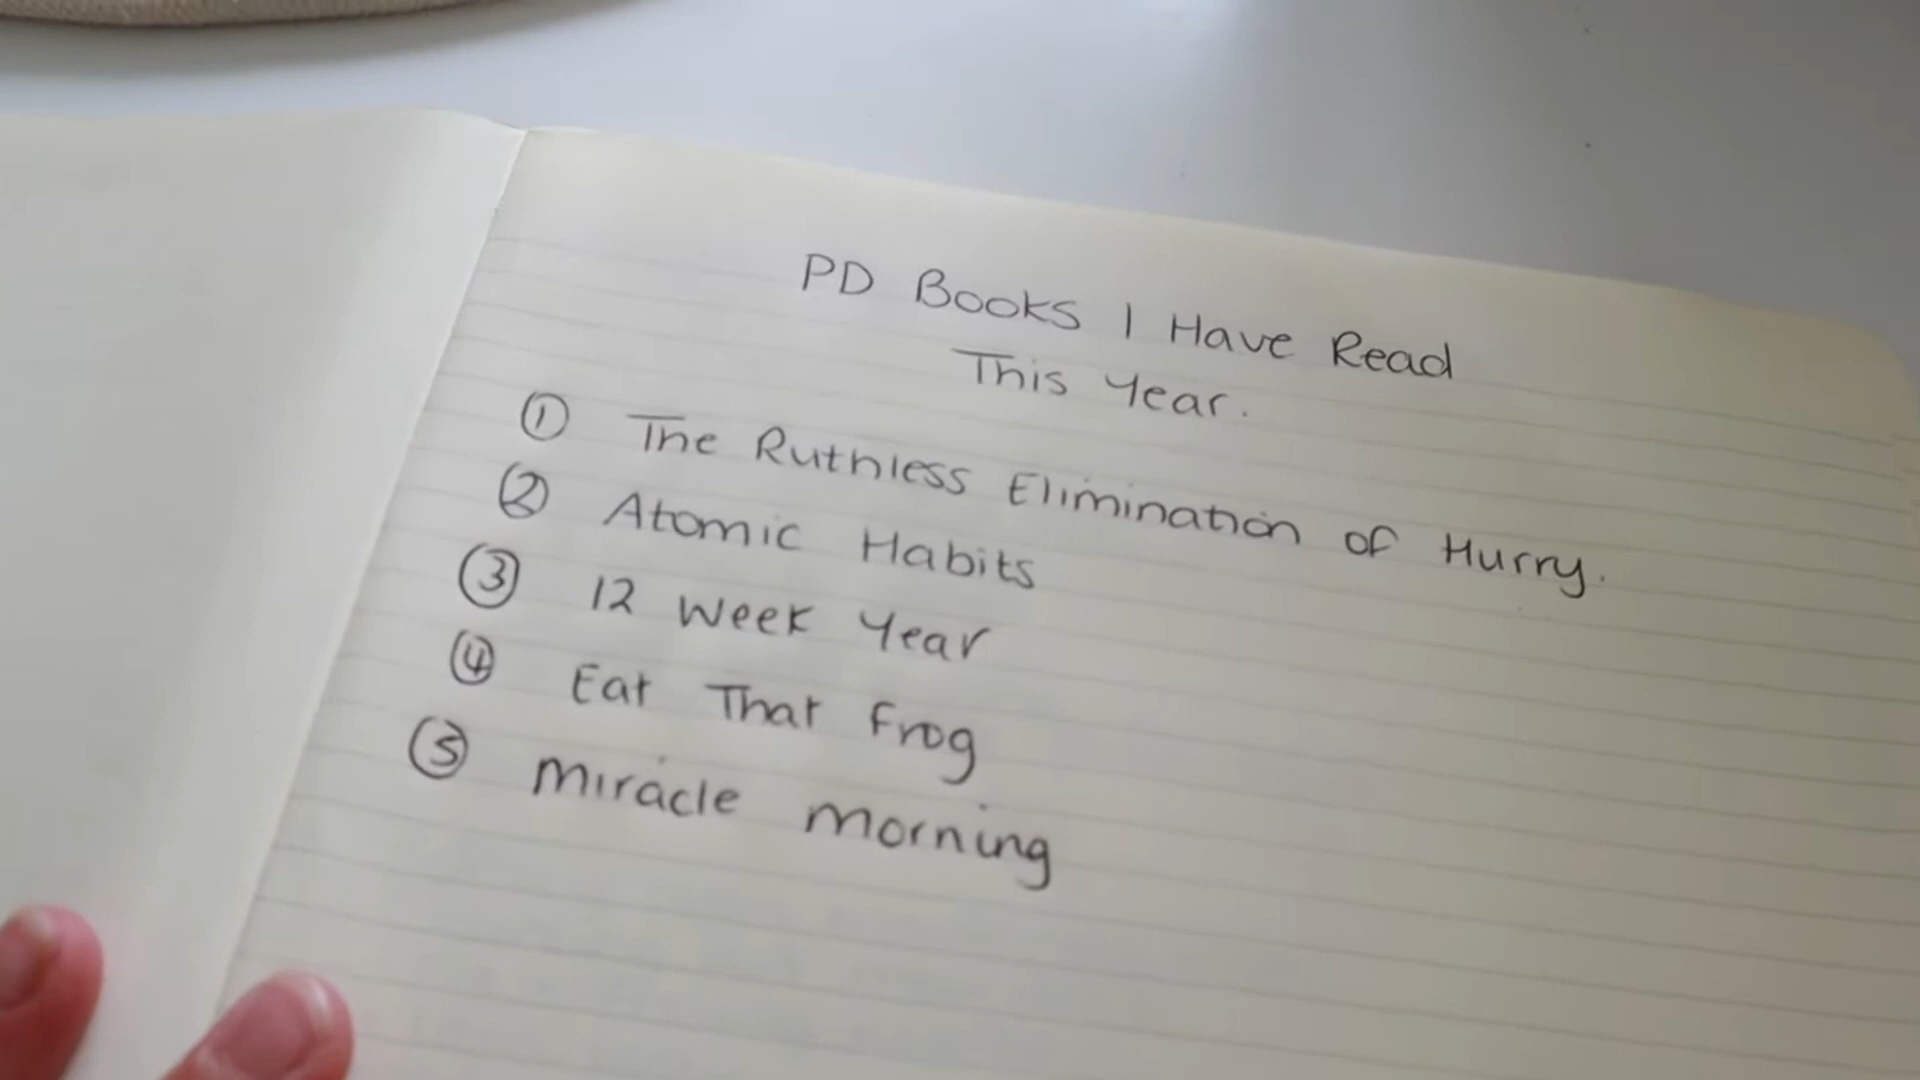 PD Books I Have Read
This Year.
① The Ruthless Elimination of Hurry.
② Atomic Habits
③ 12 Week Year
④ Eat That Frog
⑤ Miracle Morning